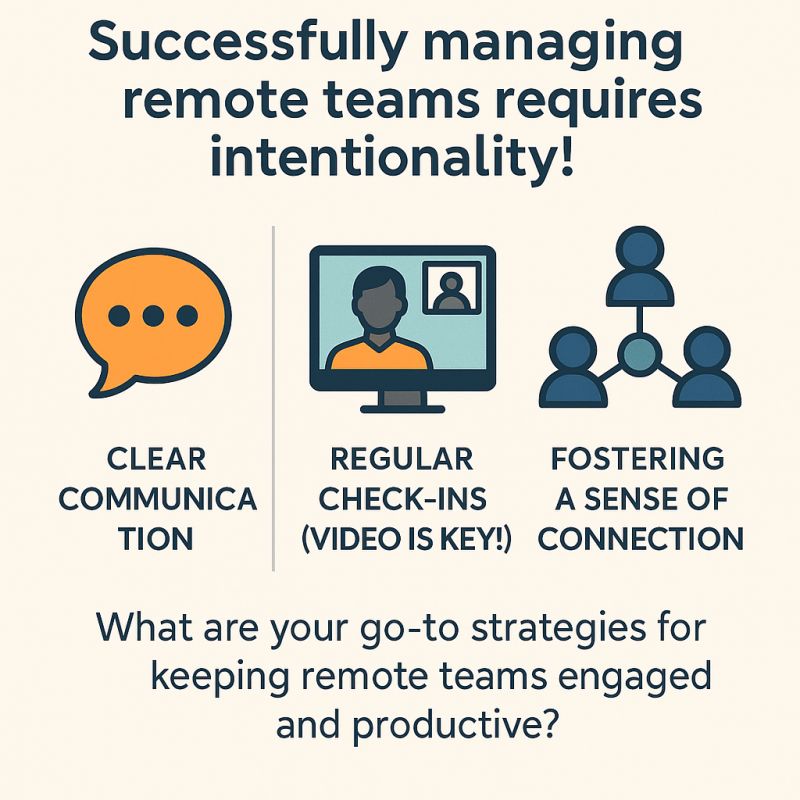 Successfully managing
remote teams requires
intentionality!
CLEAR
COMMUNICA
TION
REGULAR
CHECK-INS
(VIDEO IS KEY!)
FOSTERING
A SENSE OF
CONNECTION
What are your go-to strategies for
keeping remote teams engaged
and productive?